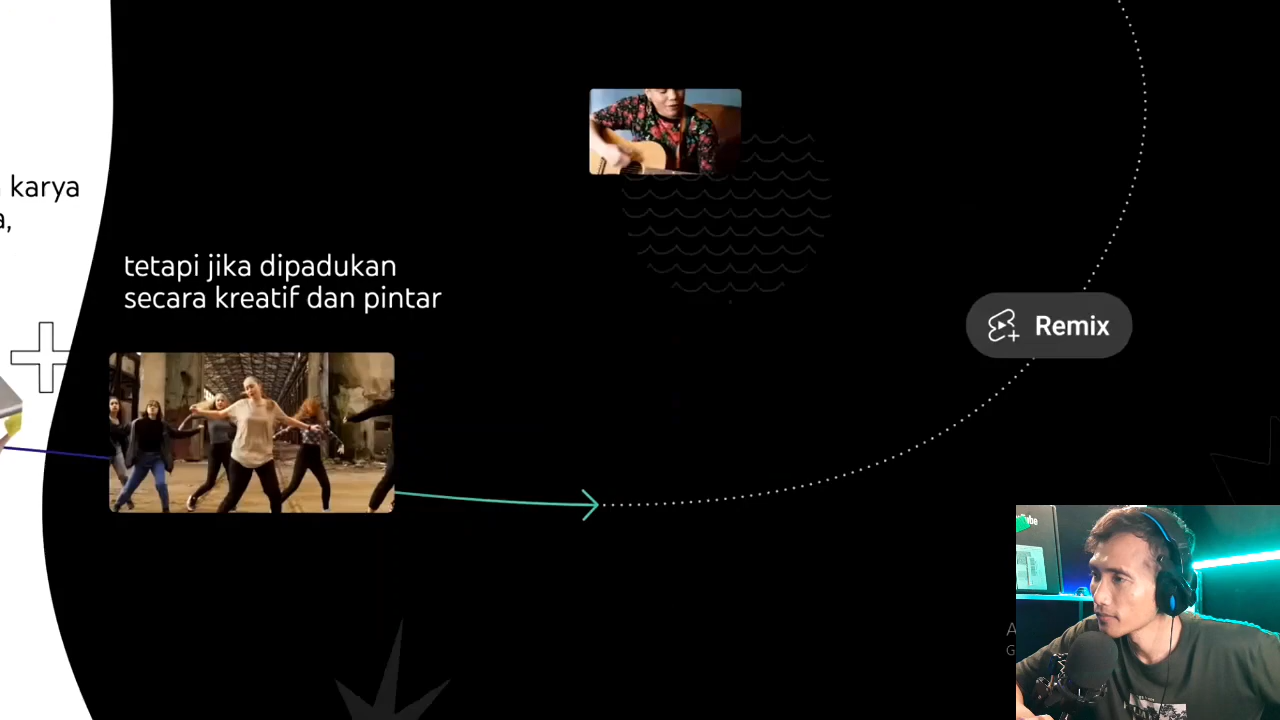 karya
tetapi jika dipadukan
secara kreatif dan pintar
Remix